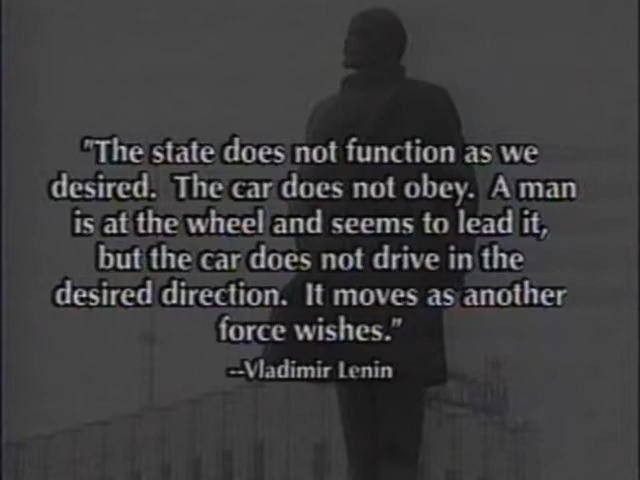 "The state does not function as we
desired.  The car does not obey.  A man
is at the wheel and seems to lead it,
but the car does not drive in the
desired direction.  It moves as another
force wishes."
--Vladimir Lenin